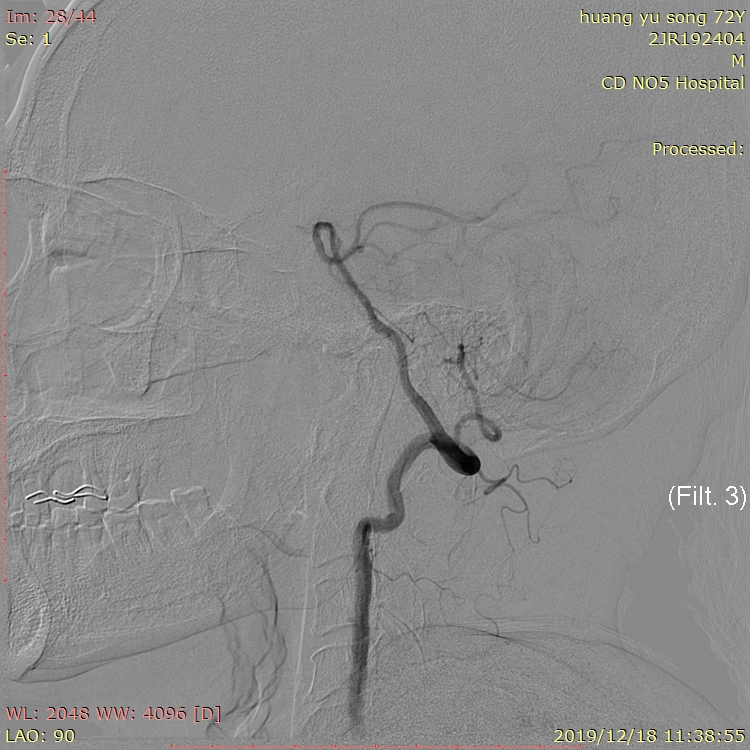 Im: 28/44
Se: 1
huang yu song 72Y
2JR192404
M
CD NO5 Hospital
Processed:
(Filt. 3)
WL: 2048 WW: 4096 [D]
LAO: 90
2019/12/18 11:38:55